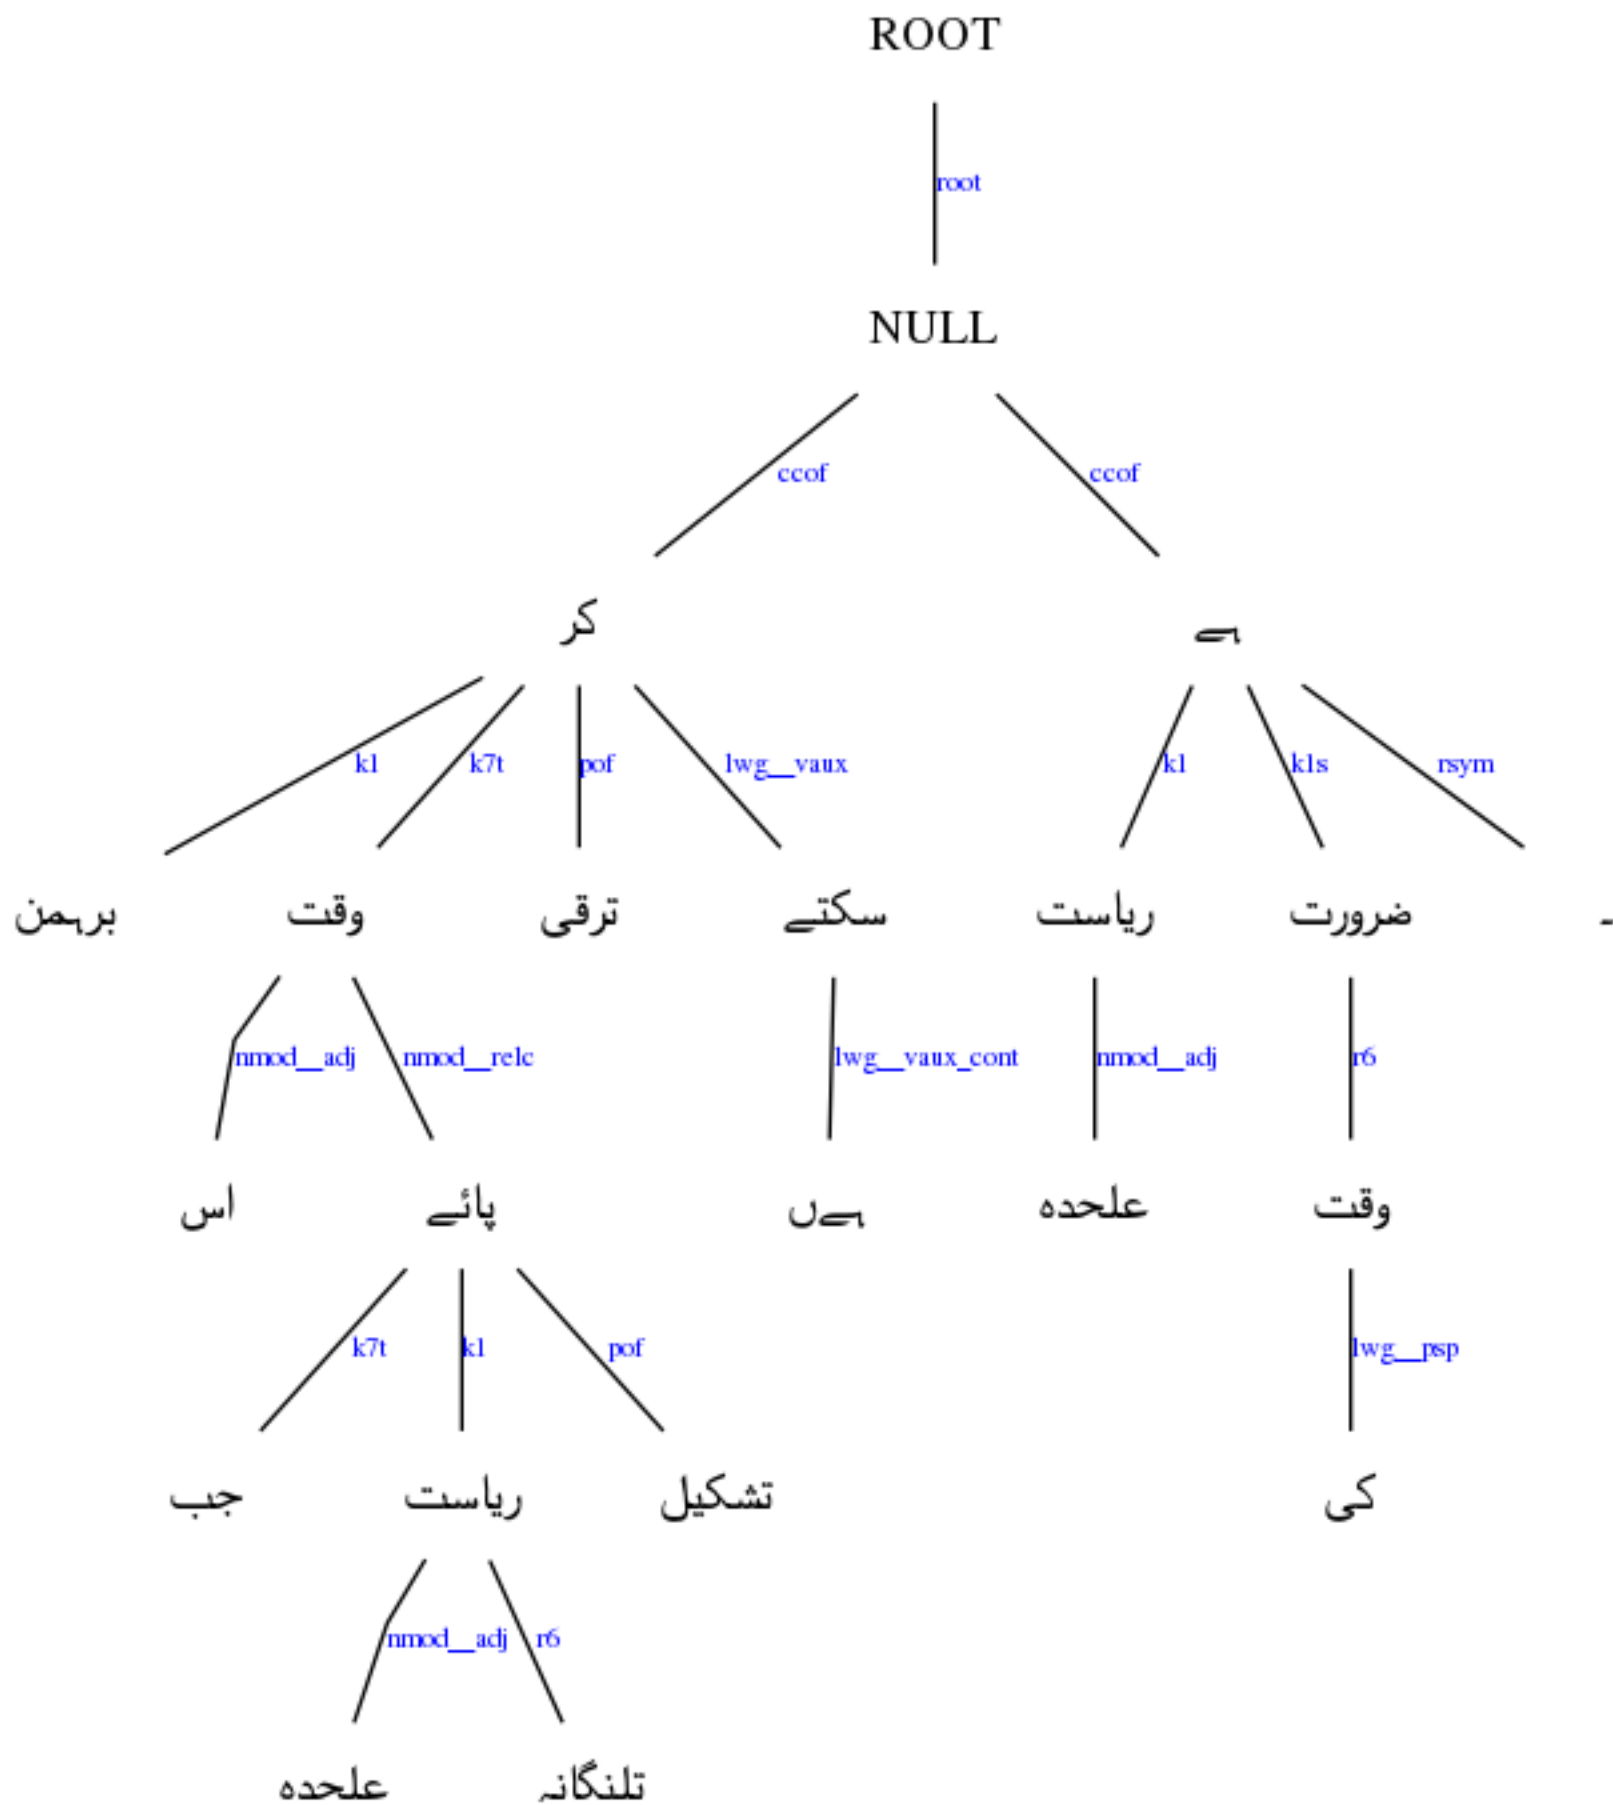 ROOT
root
NULL
ccof ccof
کر ہے
k1 k7t pof lwg__vaux k1 k1s rsym
برہمن وقت ترقی سکتے ریاست ضرورت ۔
nmod__adj nmod__relc lwg__vaux_cont nmod__adj r6
اس پائے ہےں علحدہ وقت
k7t k1 pof lwg__psp
جب ریاست تشکیل کی
nmod__adj r6
علحدہ تلنگانہ